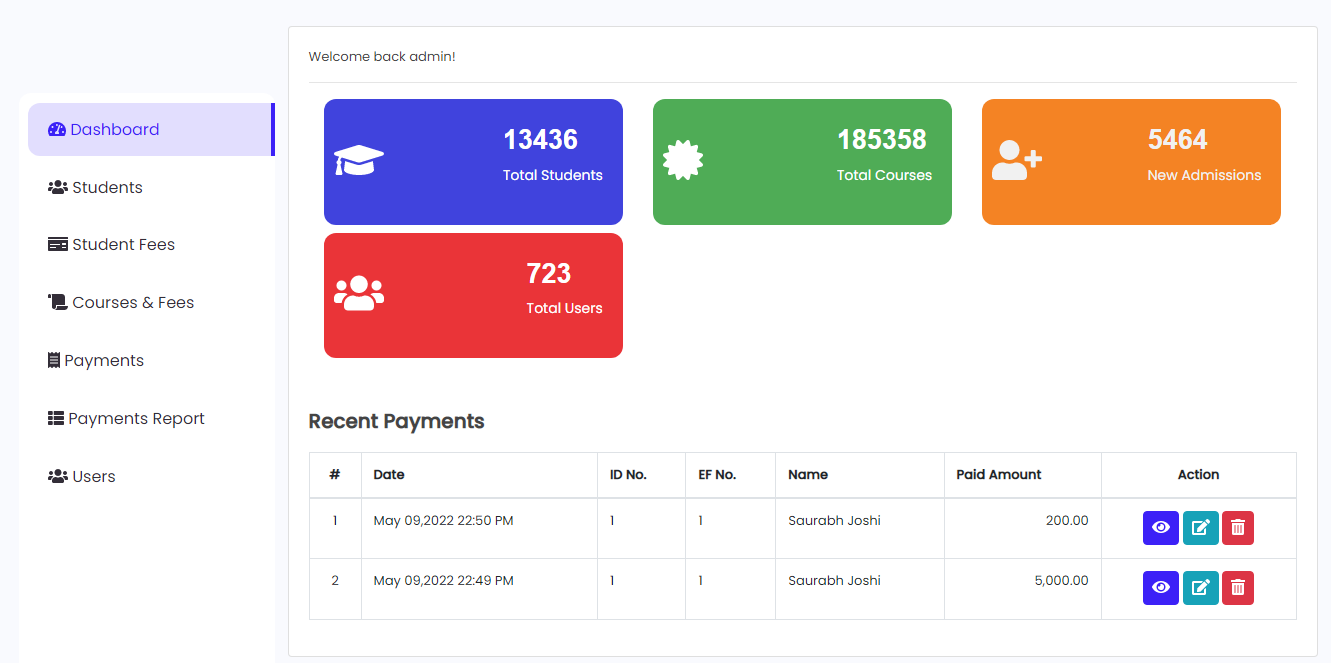 Welcome back admin!
Dashboard
Students
Student Fees
Courses & Fees
Payments
Payments Report
Users
13436
Total Students
185358
Total Courses
5464
New Admissions
723
Total Users
Recent Payments
# Date ID No. EF No. Name Paid Amount Action
1 May 09,2022 22:50 PM 1 1 Saurabh Joshi 200.00
2 May 09,2022 22:49 PM 1 1 Saurabh Joshi 5,000.00